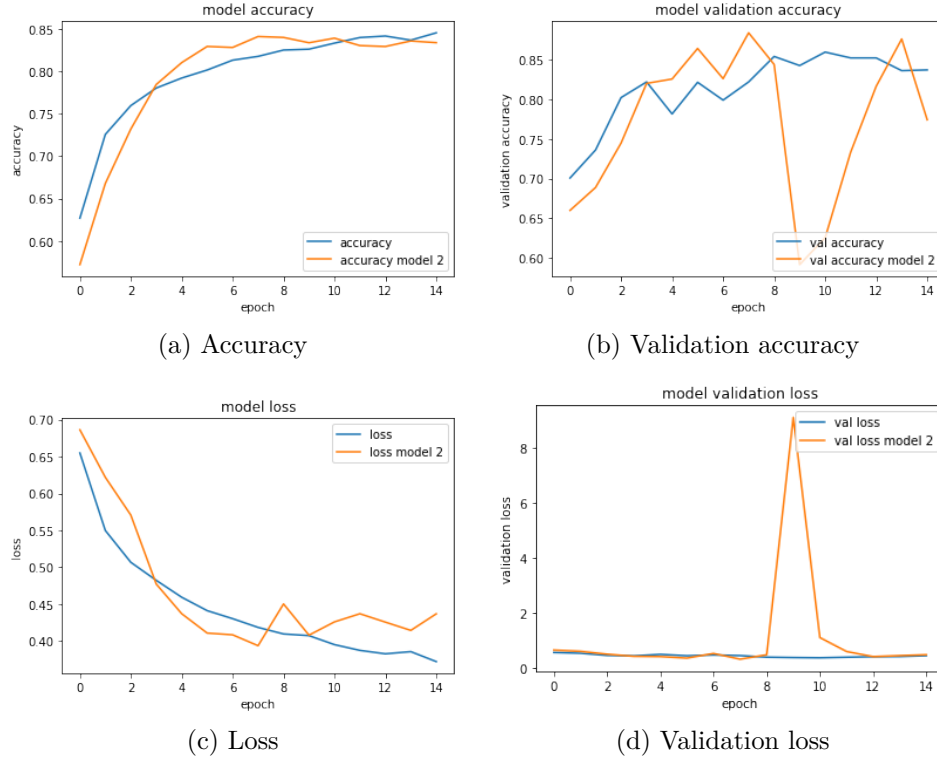 model accuracy
0.85
0.80
0.75
0.70
0.65
0.60
accuracy
accuracy
accuracy model 2
0 2 4 6 8 10 12 14
epoch
(a) Accuracy
model validation accuracy
0.85
0.80
0.75
0.70
0.65
0.60
validation accuracy
val accuracy
val accuracy model 2
0 2 4 6 8 10 12 14
epoch
(b) Validation accuracy
model loss
0.70
0.65
0.60
0.55
0.50
0.45
0.40
loss
loss
loss model 2
0 2 4 6 8 10 12 14
epoch
(c) Loss
model validation loss
8
6
4
2
0
validation loss
val loss
val loss model 2
0 2 4 6 8 10 12 14
epoch
(d) Validation loss